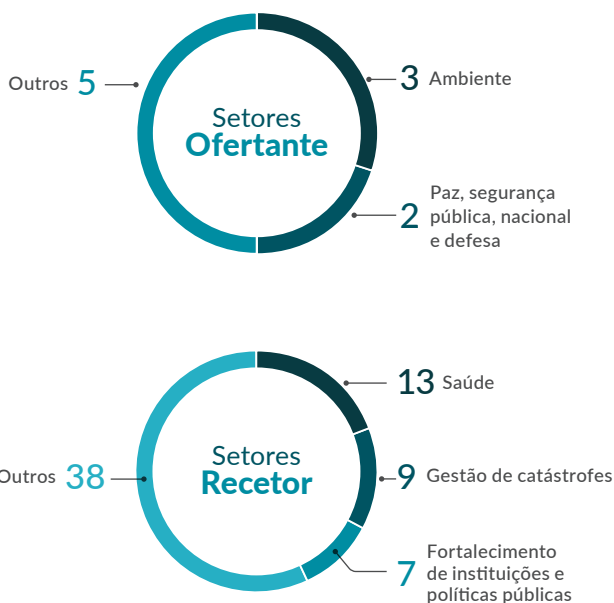 Outros 5
Setores
Ofertante
3 Ambiente
2 Paz, segurança
pública, nacional
e defesa
Outros 38
Setores
Recetor
13 Saúde
9 Gestão de catástrofes
7 Fortalecimento
de instituições e
políticas públicas